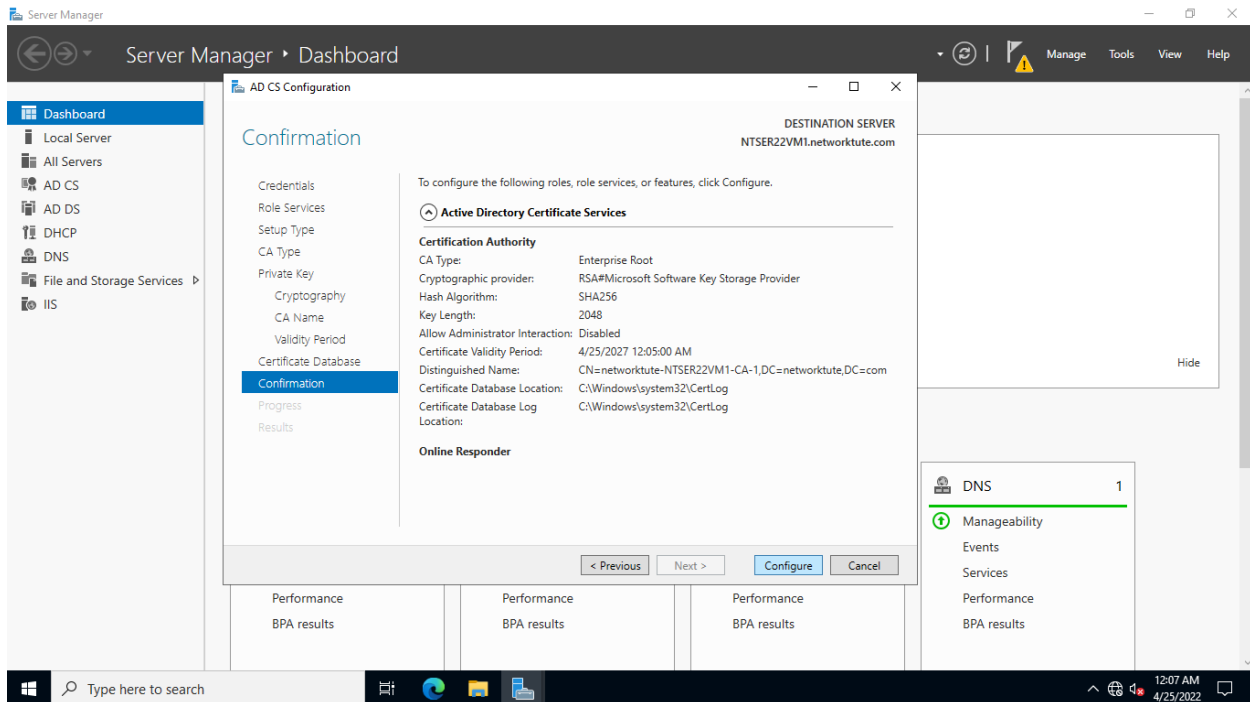 Server Manager
Server Manager ‣ Dashboard
Manage Tools View Help
Dashboard
Local Server
All Servers
AD CS
AD DS
DHCP
DNS
File and Storage Services
IIS
AD CS Configuration
Confirmation
DESTINATION SERVER
NTSER22VM1.networktute.com
Credentials
Role Services
Setup Type
CA Type
Private Key
Cryptography
CA Name
Validity Period
Certificate Database
Confirmation
Progress
Results
To configure the following roles, role services, or features, click Configure.
Active Directory Certificate Services
Certification Authority
CA Type: Enterprise Root
Cryptographic provider: RSA#Microsoft Software Key Storage Provider
Hash Algorithm: SHA256
Key Length: 2048
Allow Administrator Interaction: Disabled
Certificate Validity Period: 4/25/2027 12:05:00 AM
Distinguished Name: CN=networktute-NTSER22VM1-CA-1,DC=networktute,DC=com
Certificate Database Location: C:\Windows\system32\CertLog
Certificate Database Log C:\Windows\system32\CertLog
Location:
Online Responder
< Previous Next > Configure Cancel
Hide
Performance
BPA results
Performance
BPA results
Performance
BPA results
DNS 1
Manageability
Events
Services
Performance
BPA results
Type here to search
12:07 AM
4/25/2022